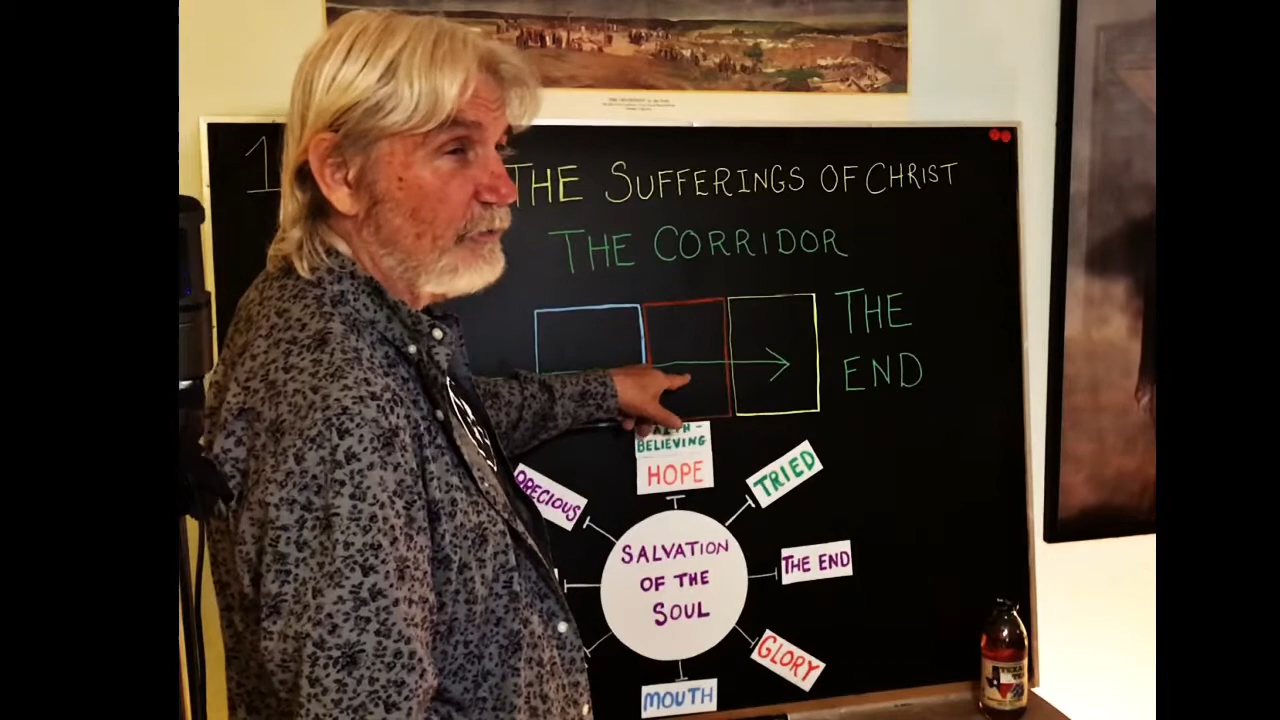 1
THE SUFFERINGS OF CHRIST
THE CORRIDOR
THE
END
BELIEVING
HOPE
PRECIOUS
TRIED
SALVATION
OF THE
SOUL
THE END
GLORY
MOUTH